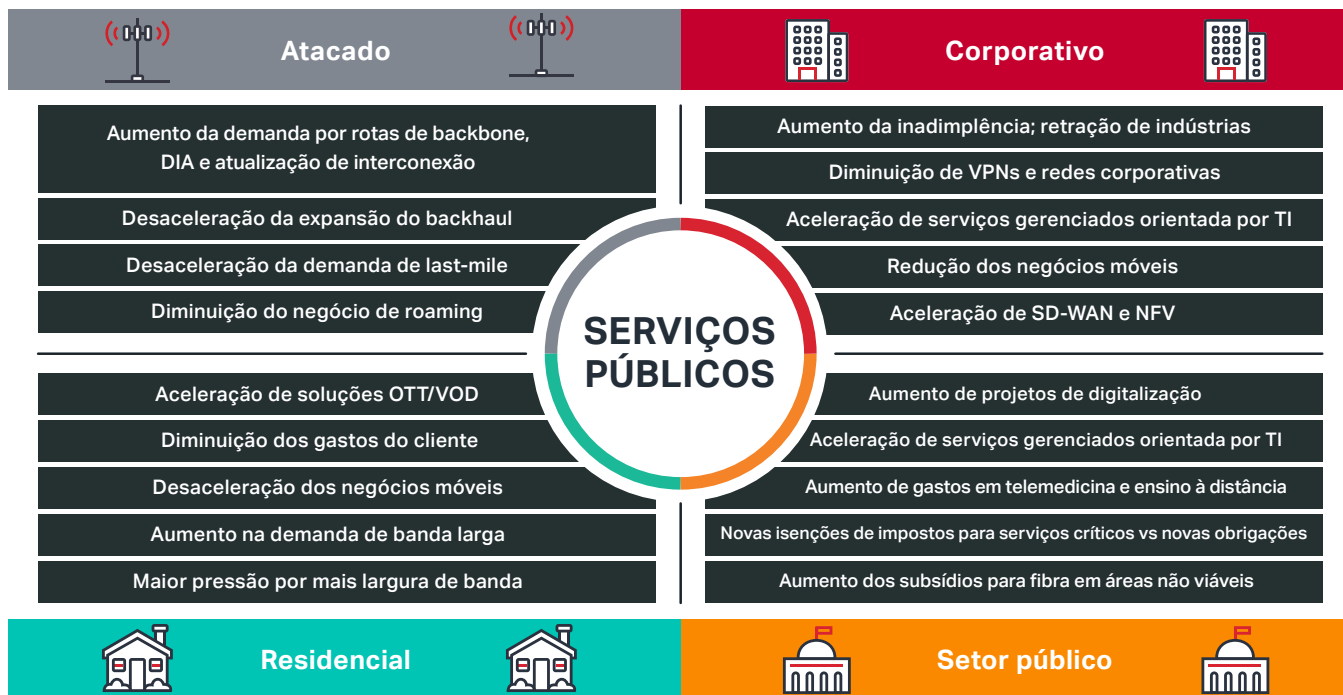 Atacado
Aumento da demanda por rotas de backbone,
DIA e atualização de interconexão
Desaceleração da expansão do backhaul
Desaceleração da demanda de last-mile
Diminuição do negócio de roaming
Corporativo
Aumento da inadimplência; retração de indústrias
Diminuição de VPNs e redes corporativas
Aceleração de serviços gerenciados orientada por TI
Redução dos negócios móveis
Aceleração de SD-WAN e NFV
SERVIÇOS
PÚBLICOS
Aceleração de soluções OTT/VOD
Diminuição dos gastos do cliente
Desaceleração dos negócios móveis
Aumento na demanda de banda larga
Maior pressão por mais largura de banda
Residencial
Aumento de projetos de digitalização
Aceleração de serviços gerenciados orientada por TI
Aumento de gastos em telemedicina e ensino à distância
Novas isenções de impostos para serviços críticos vs novas obrigações
Aumento dos subsídios para fibra em áreas não viáveis
Setor público